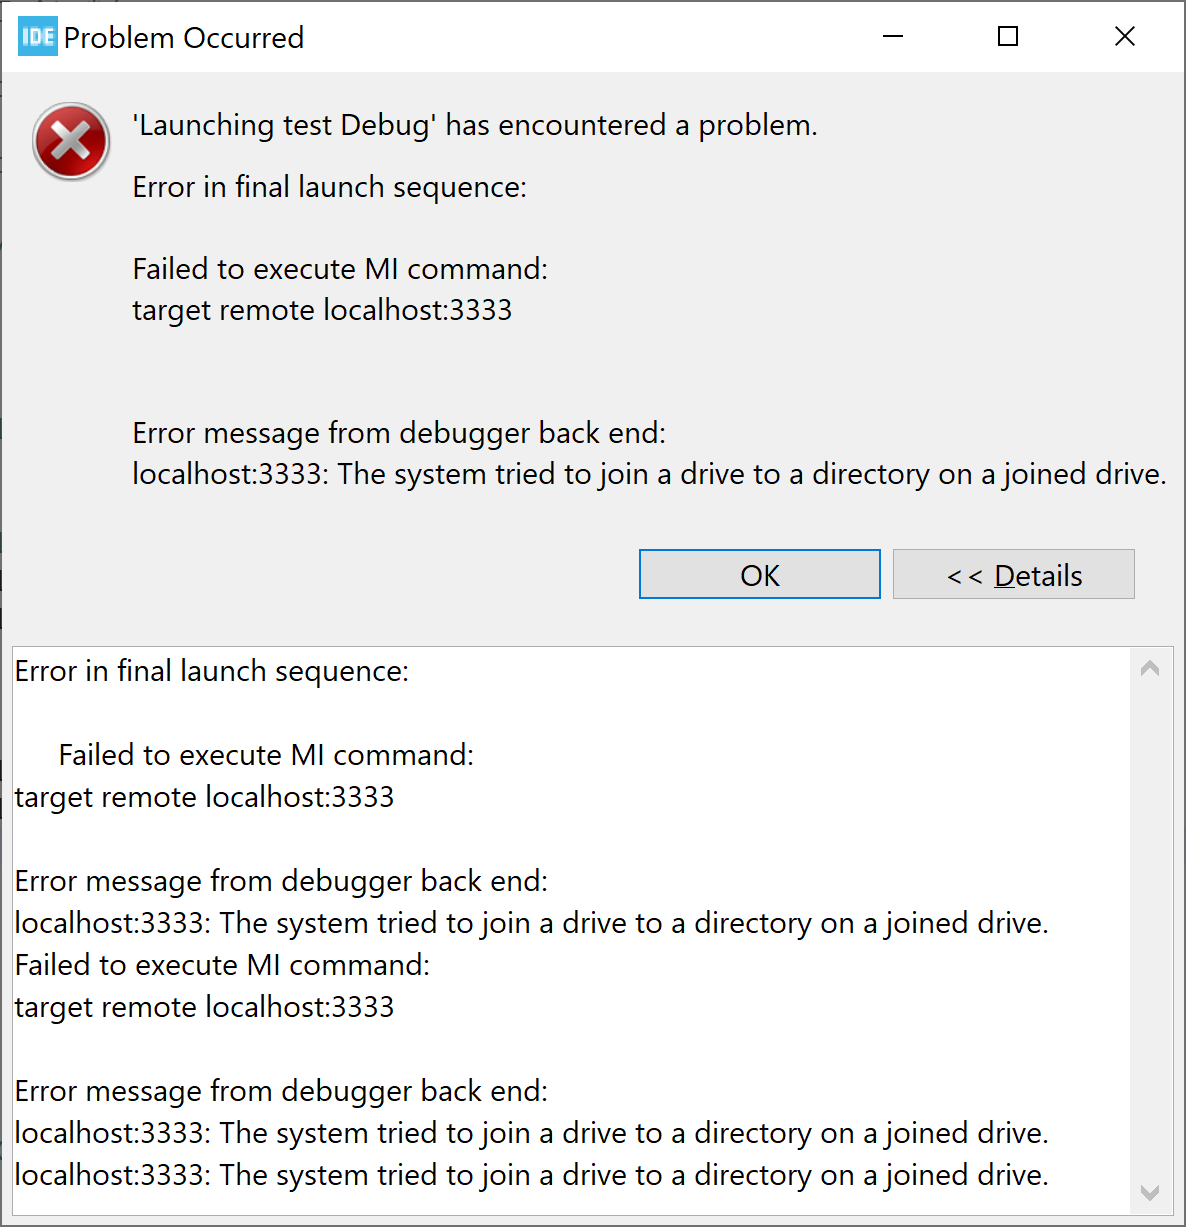 IDE Problem Occurred
'Launching test Debug' has encountered a problem.
Error in final launch sequence:
Failed to execute MI command:
target remote localhost:3333
Error message from debugger back end:
localhost:3333: The system tried to join a drive to a directory on a joined drive.
OK
<< Details
Error in final launch sequence:
Failed to execute MI command:
target remote localhost:3333
Error message from debugger back end:
localhost:3333: The system tried to join a drive to a directory on a joined drive.
Failed to execute MI command:
target remote localhost:3333
Error message from debugger back end:
localhost:3333: The system tried to join a drive to a directory on a joined drive.
localhost:3333: The system tried to join a drive to a directory on a joined drive.